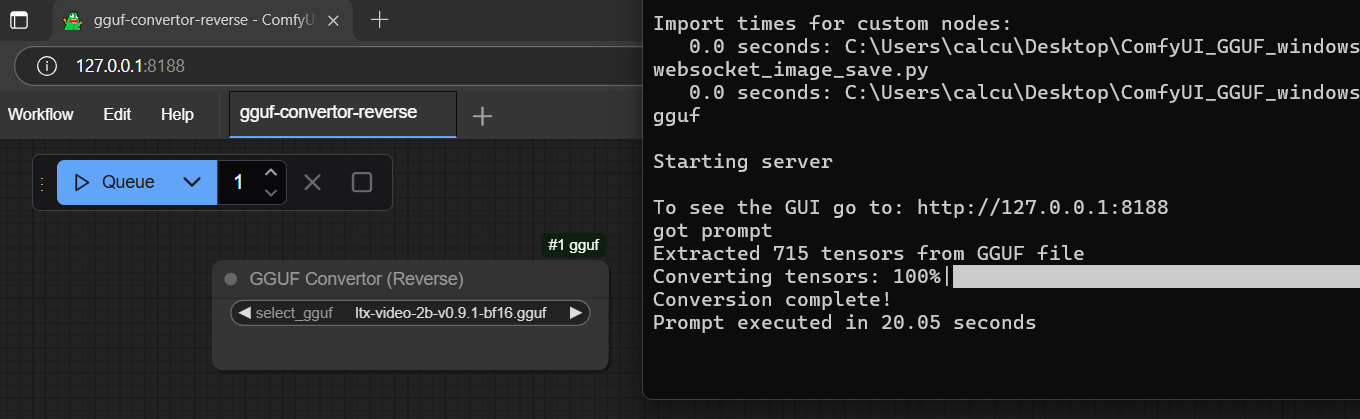 gguf-convertor-reverse - ComfyU
127.0.0.1:8188
Workflow Edit Help gguf-convertor-reverse
Queue 1
#1 gguf
GGUF Convertor (Reverse)
select_gguf ltx-video-2b-v0.9.1-bf16.gguf
Import times for custom nodes:
0.0 seconds: C:\Users\calcu\Desktop\ComfyUI_GGUF_windows
websocket_image_save.py
0.0 seconds: C:\Users\calcu\Desktop\ComfyUI_GGUF_windows
gguf
Starting server
To see the GUI go to: http://127.0.0.1:8188
got prompt
Extracted 715 tensors from GGUF file
Converting tensors: 100%|
Conversion complete!
Prompt executed in 20.05 seconds